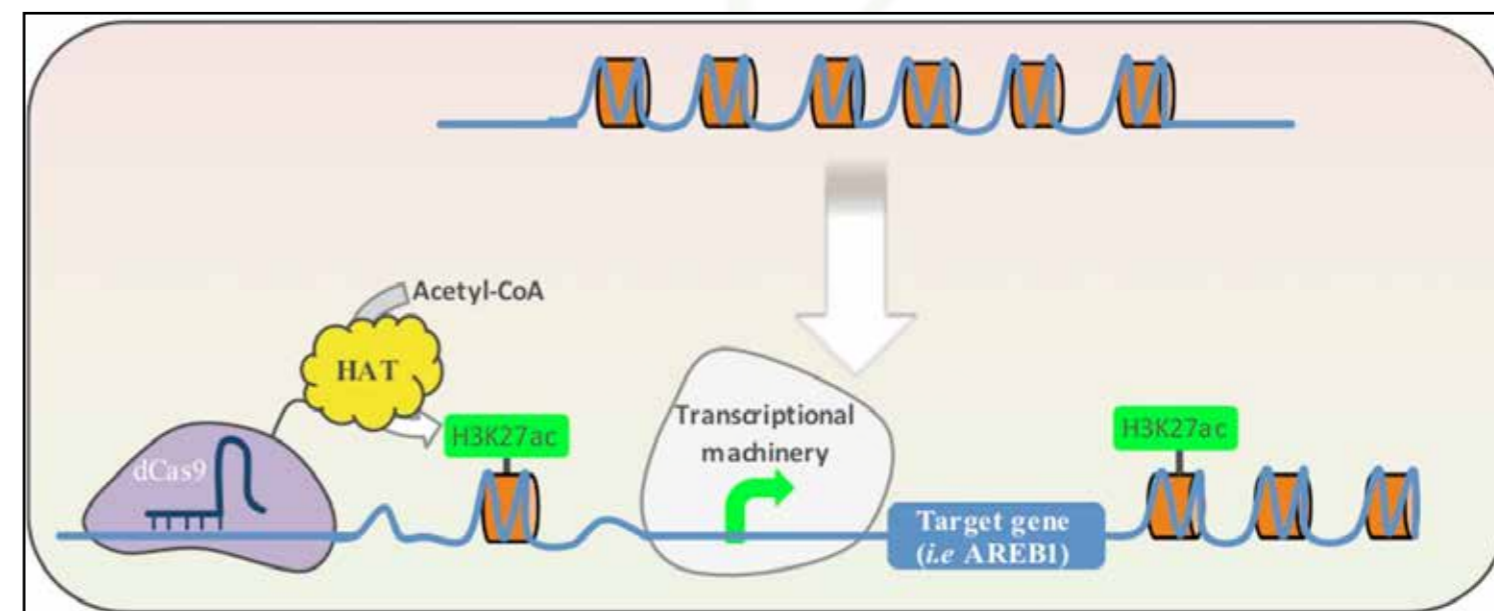 Acetyl-CoA
HAT
H3K27ac
dCas9
Transcriptional
machinery
H3K27ac
Target gene
(i.e AREB1)